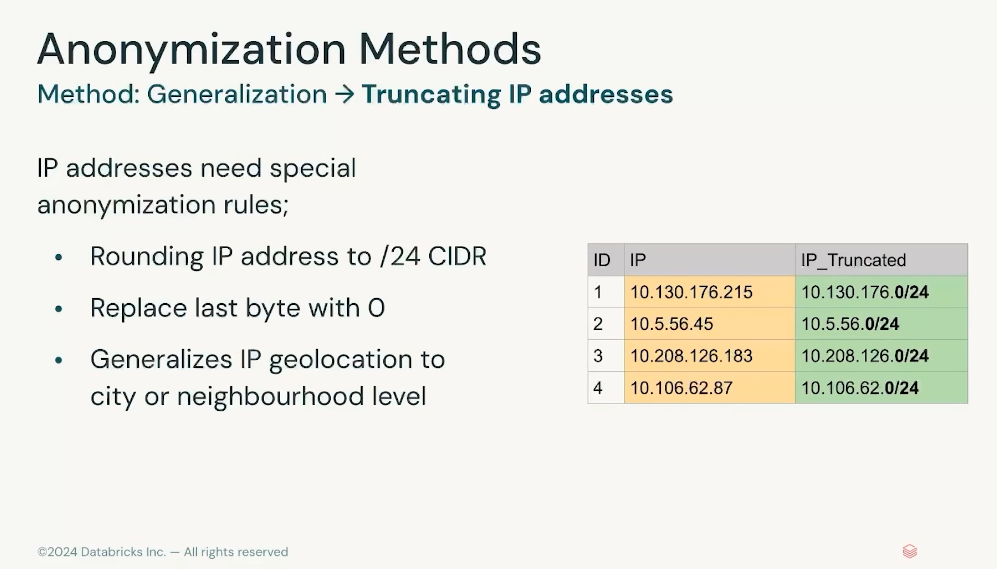 Anonymization Methods
Method: Generalization → Truncating IP addresses
IP addresses need special
anonymization rules;
• Rounding IP address to /24 CIDR
• Replace last byte with 0
• Generalizes IP geolocation to
city or neighbourhood level
ID IP IP_Truncated
1 10.130.176.215 10.130.176.0/24
2 10.5.56.45 10.5.56.0/24
3 10.208.126.183 10.208.126.0/24
4 10.106.62.87 10.106.62.0/24
©2024 Databricks Inc. — All rights reserved